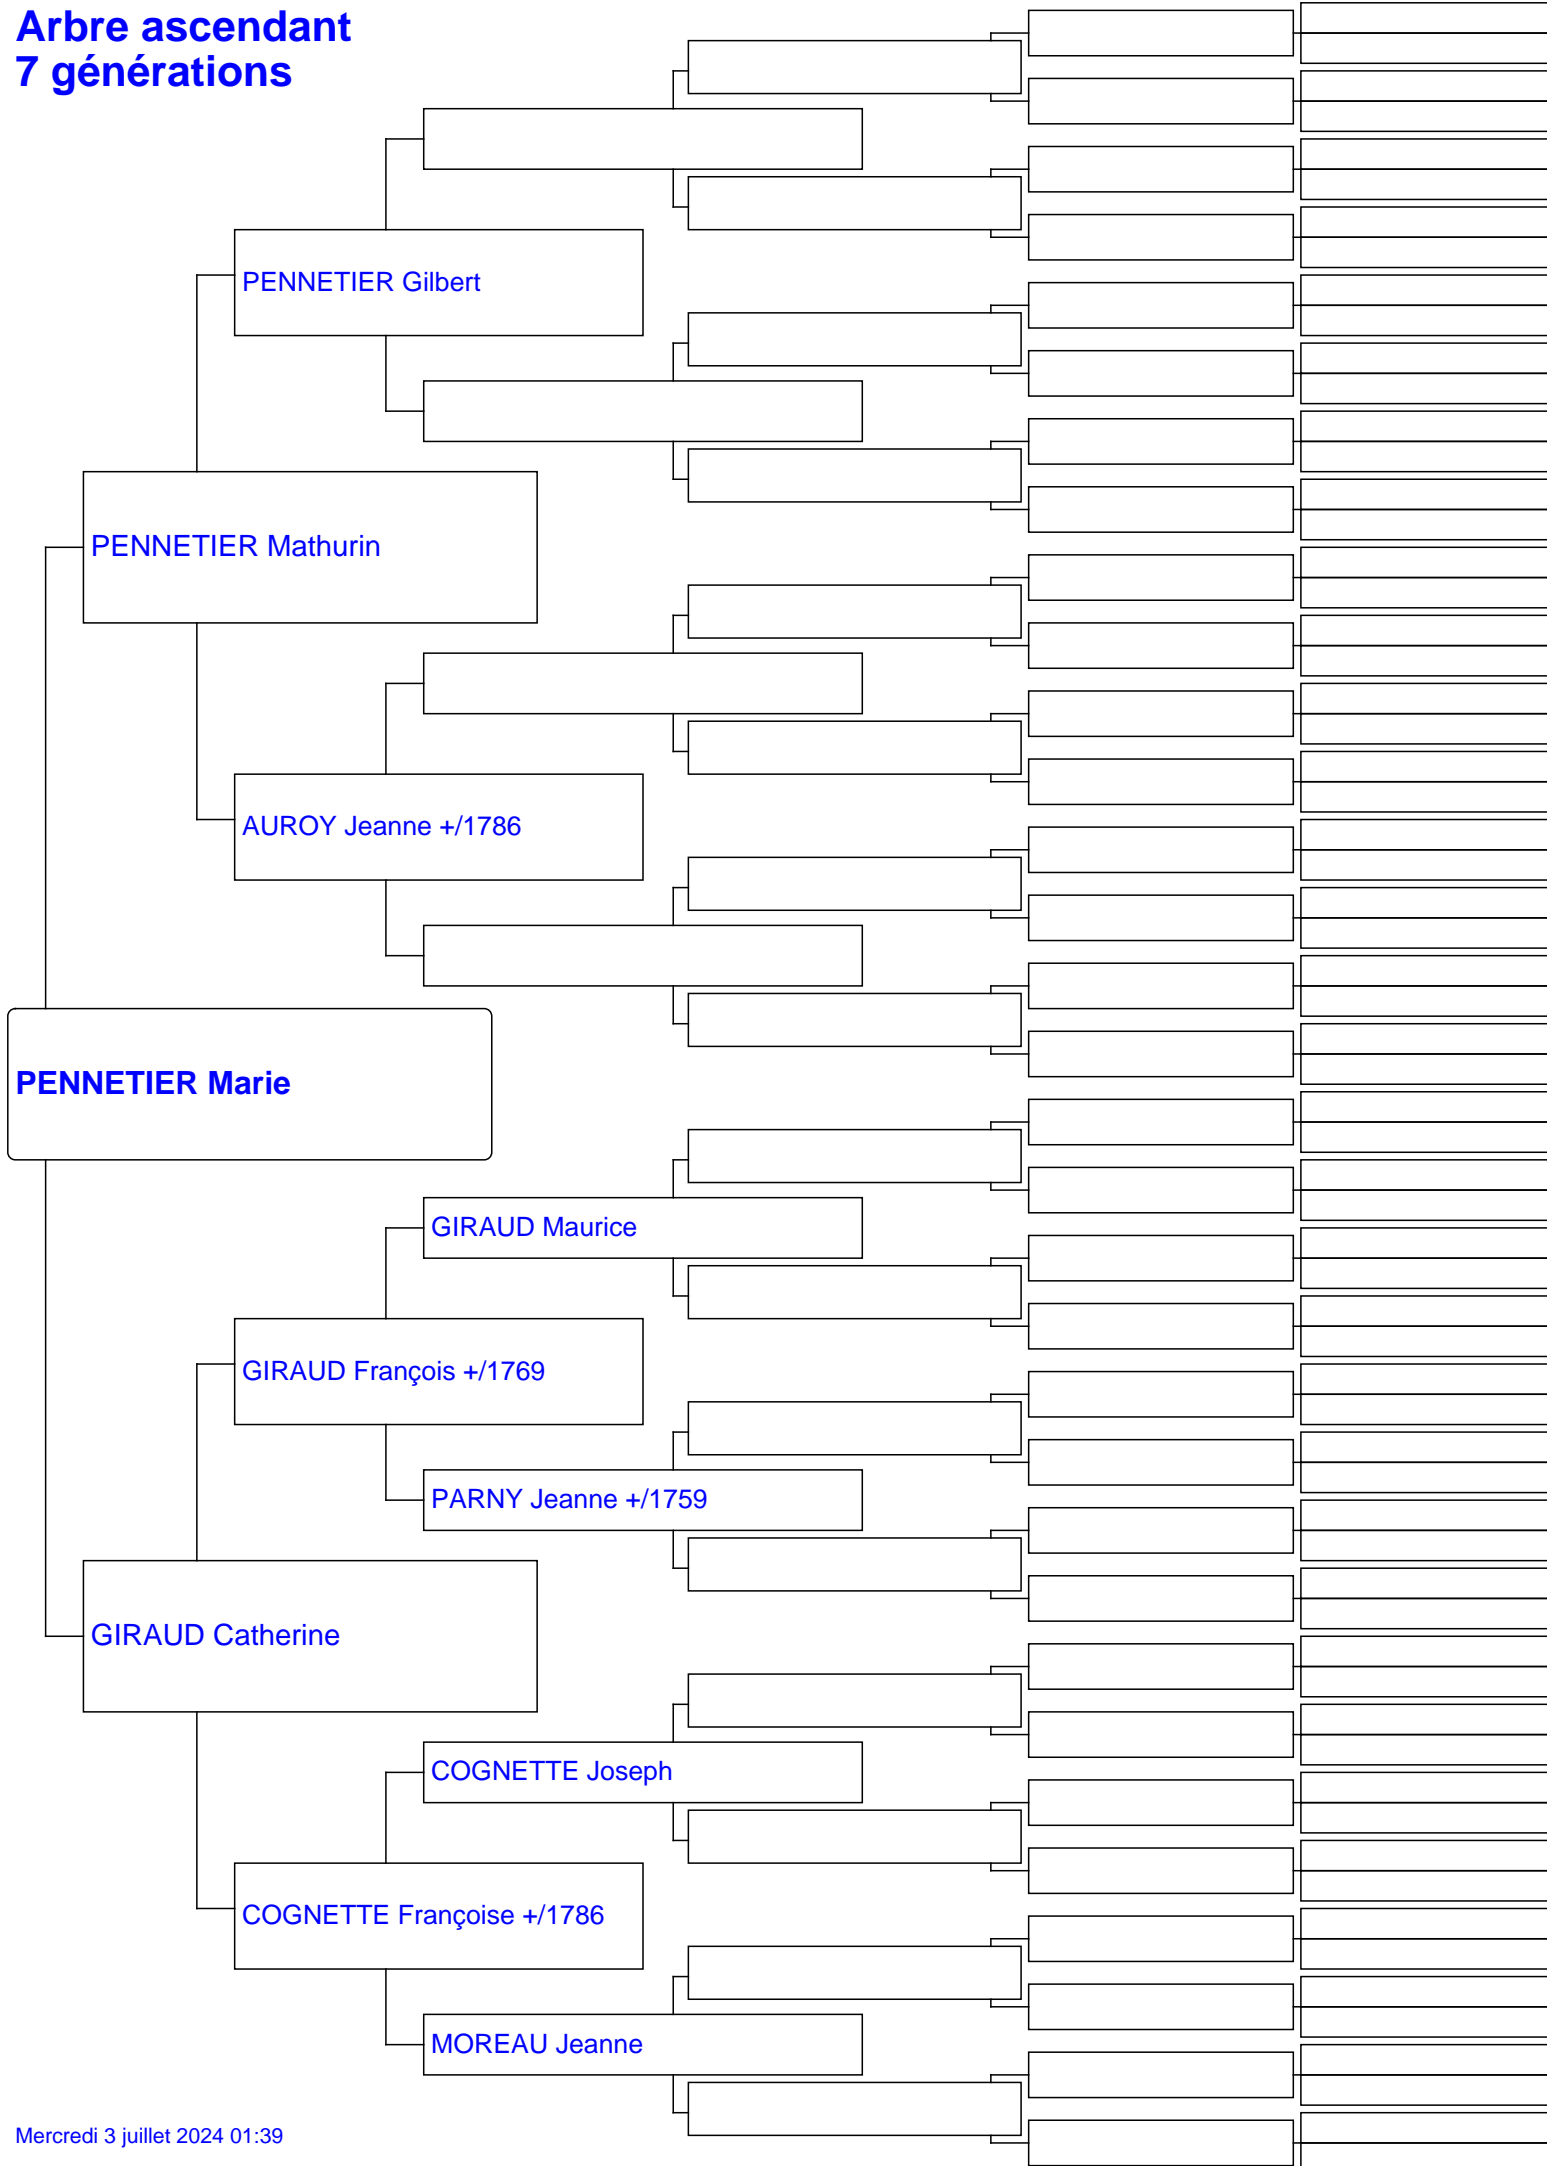 Arbre ascendant
7 générations
PENNETIER Gilbert
PENNETIER Mathurin
AUROY Jeanne +/1786
PENNETIER Marie
GIRAUD Maurice
GIRAUD François +/1769
PARNY Jeanne +/1759
GIRAUD Catherine
COGNETTE Joseph
COGNETTE Françoise +/1786
MOREAU Jeanne
Mercredi 3 juillet 2024 01:39